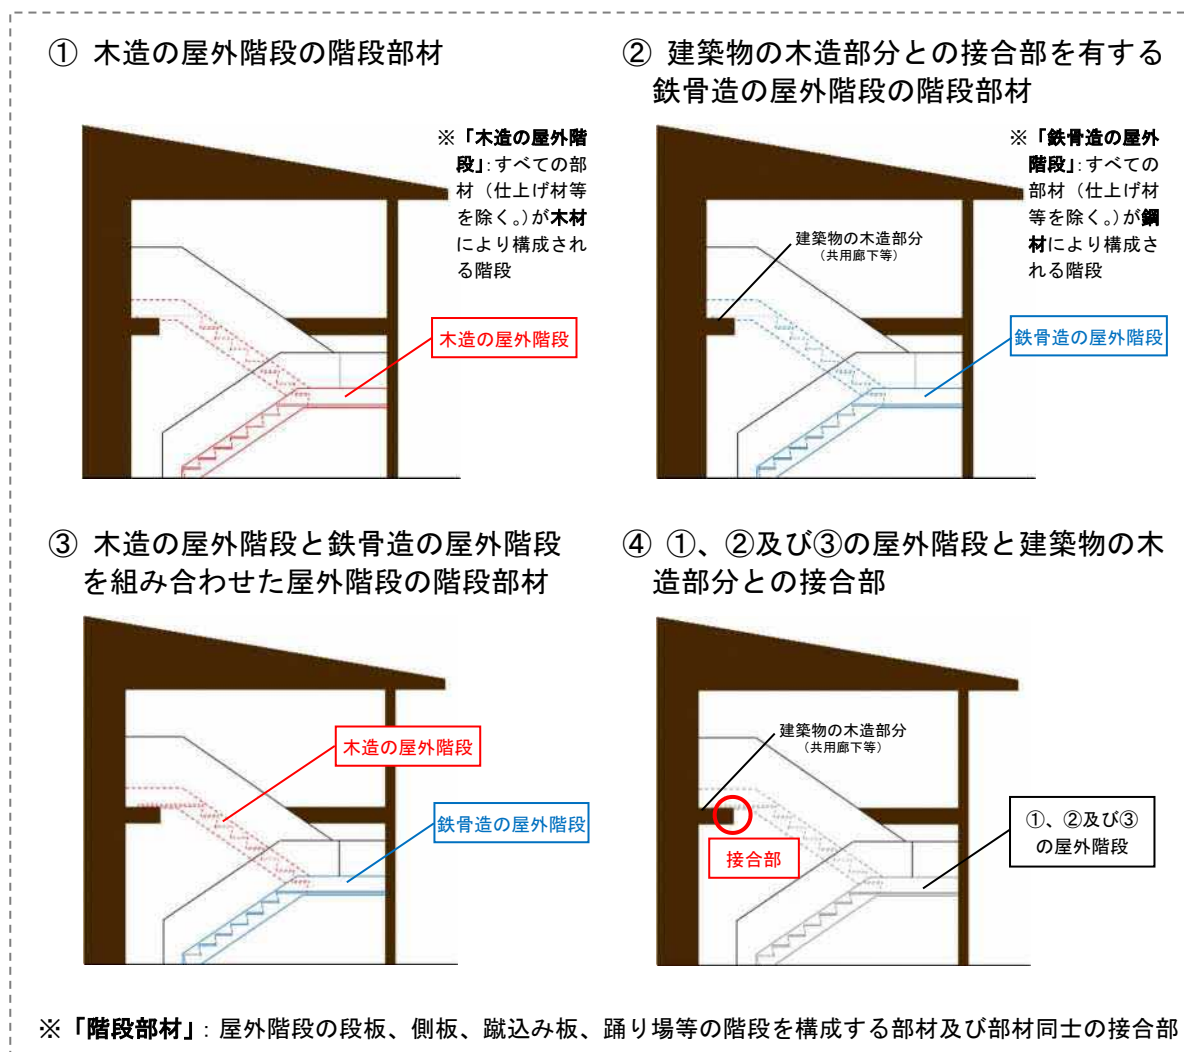 ① 木造の屋外階段の階段部材
※「木造の屋外階
段」：すべての部
材（仕上げ材等
を除く。）が木材
により構成され
る階段
木造の屋外階段
② 建築物の木造部分との接合部を有する
鉄骨造の屋外階段の階段部材
※「鉄骨造の屋外
階段」：すべての
部材（仕上げ材
等を除く。）が鋼
材により構成さ
れる階段
建築物の木造部分
（共用廊下等）
鉄骨造の屋外階段
③ 木造の屋外階段と鉄骨造の屋外階段
を組み合わせた屋外階段の階段部材
木造の屋外階段
鉄骨造の屋外階段
④ ①、②及び③の屋外階段と建築物の木
造部分との接合部
建築物の木造部分
（共用廊下等）
接合部
①、②及び③
の屋外階段
※「階段部材」：屋外階段の段板、側板、蹴込み板、踊り場等の階段を構成する部材及び部材同士の接合部